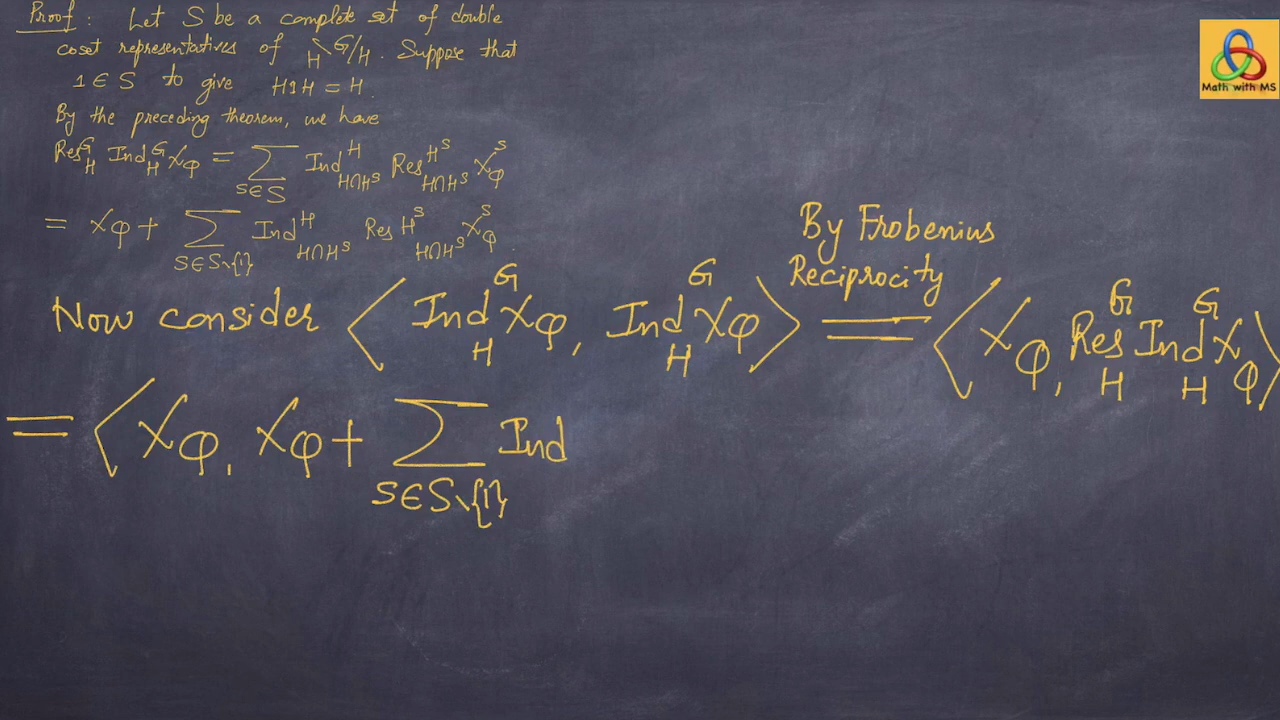 Proof : Let S be a complete set of double
coset representatives of H\G/H. Suppose that
1 ∈ S to give H1H = H.
By the preceding theorem, we have
Res^G_H Ind^G_H χ_φ = ∑_{s∈S} Ind^H_{H∩H^s} Res^{H^s}_{H∩H^s} χ^s_φ
= χ_φ + ∑_{s∈S\{1}} Ind^H_{H∩H^s} Res^{H^s}_{H∩H^s} χ^s_φ.
Now consider ⟨ Ind^G_H χ_φ, Ind^G_H χ_φ ⟩ By Frobenius Reciprocity = ⟨ χ_φ, Res^G_H Ind^G_H χ_φ ⟩
= ⟨ χ_φ, χ_φ + ∑_{s∈S\{1}} Ind
Math with MS